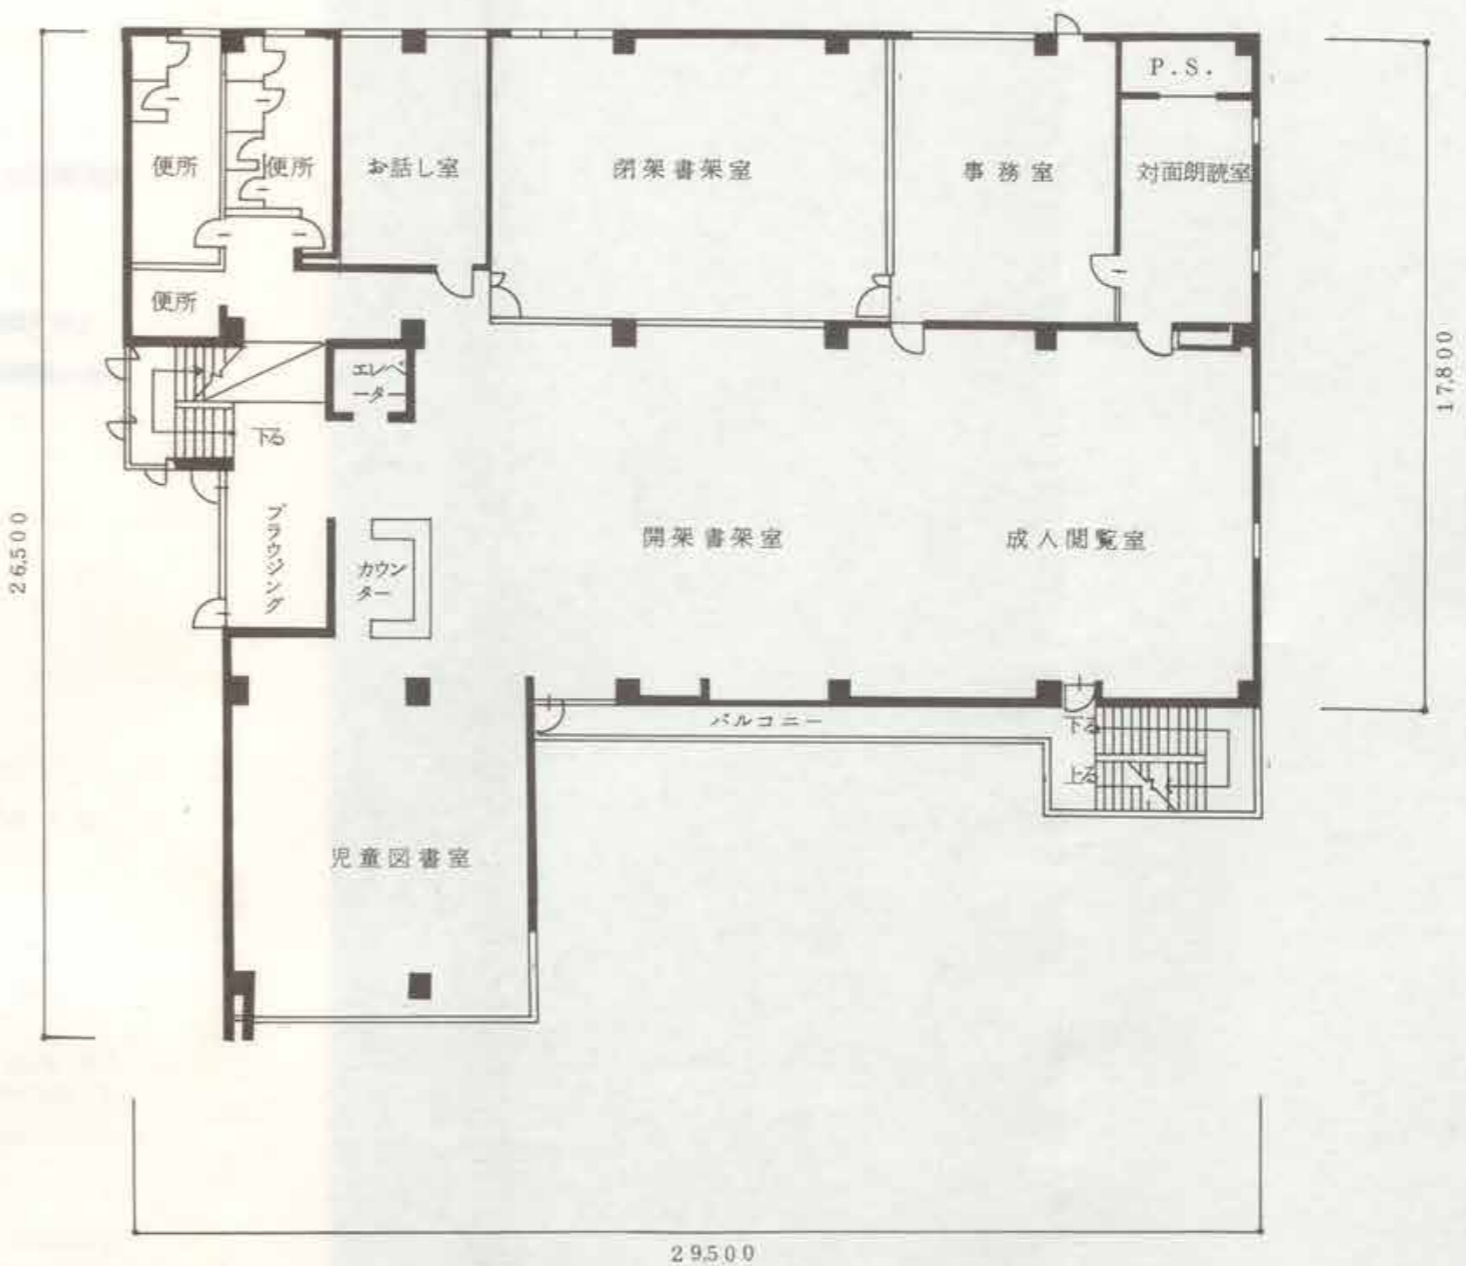 P.S.
便所
便所
お話し室
閉架書架室
事務室
対面朗読室
便所
エレベ
ーター
下る
17,800
26,500
ブラウジング
カウン
ター
開架書架室
成人閲覧室
バルコニー
下る
上る
児童図書室
29,500